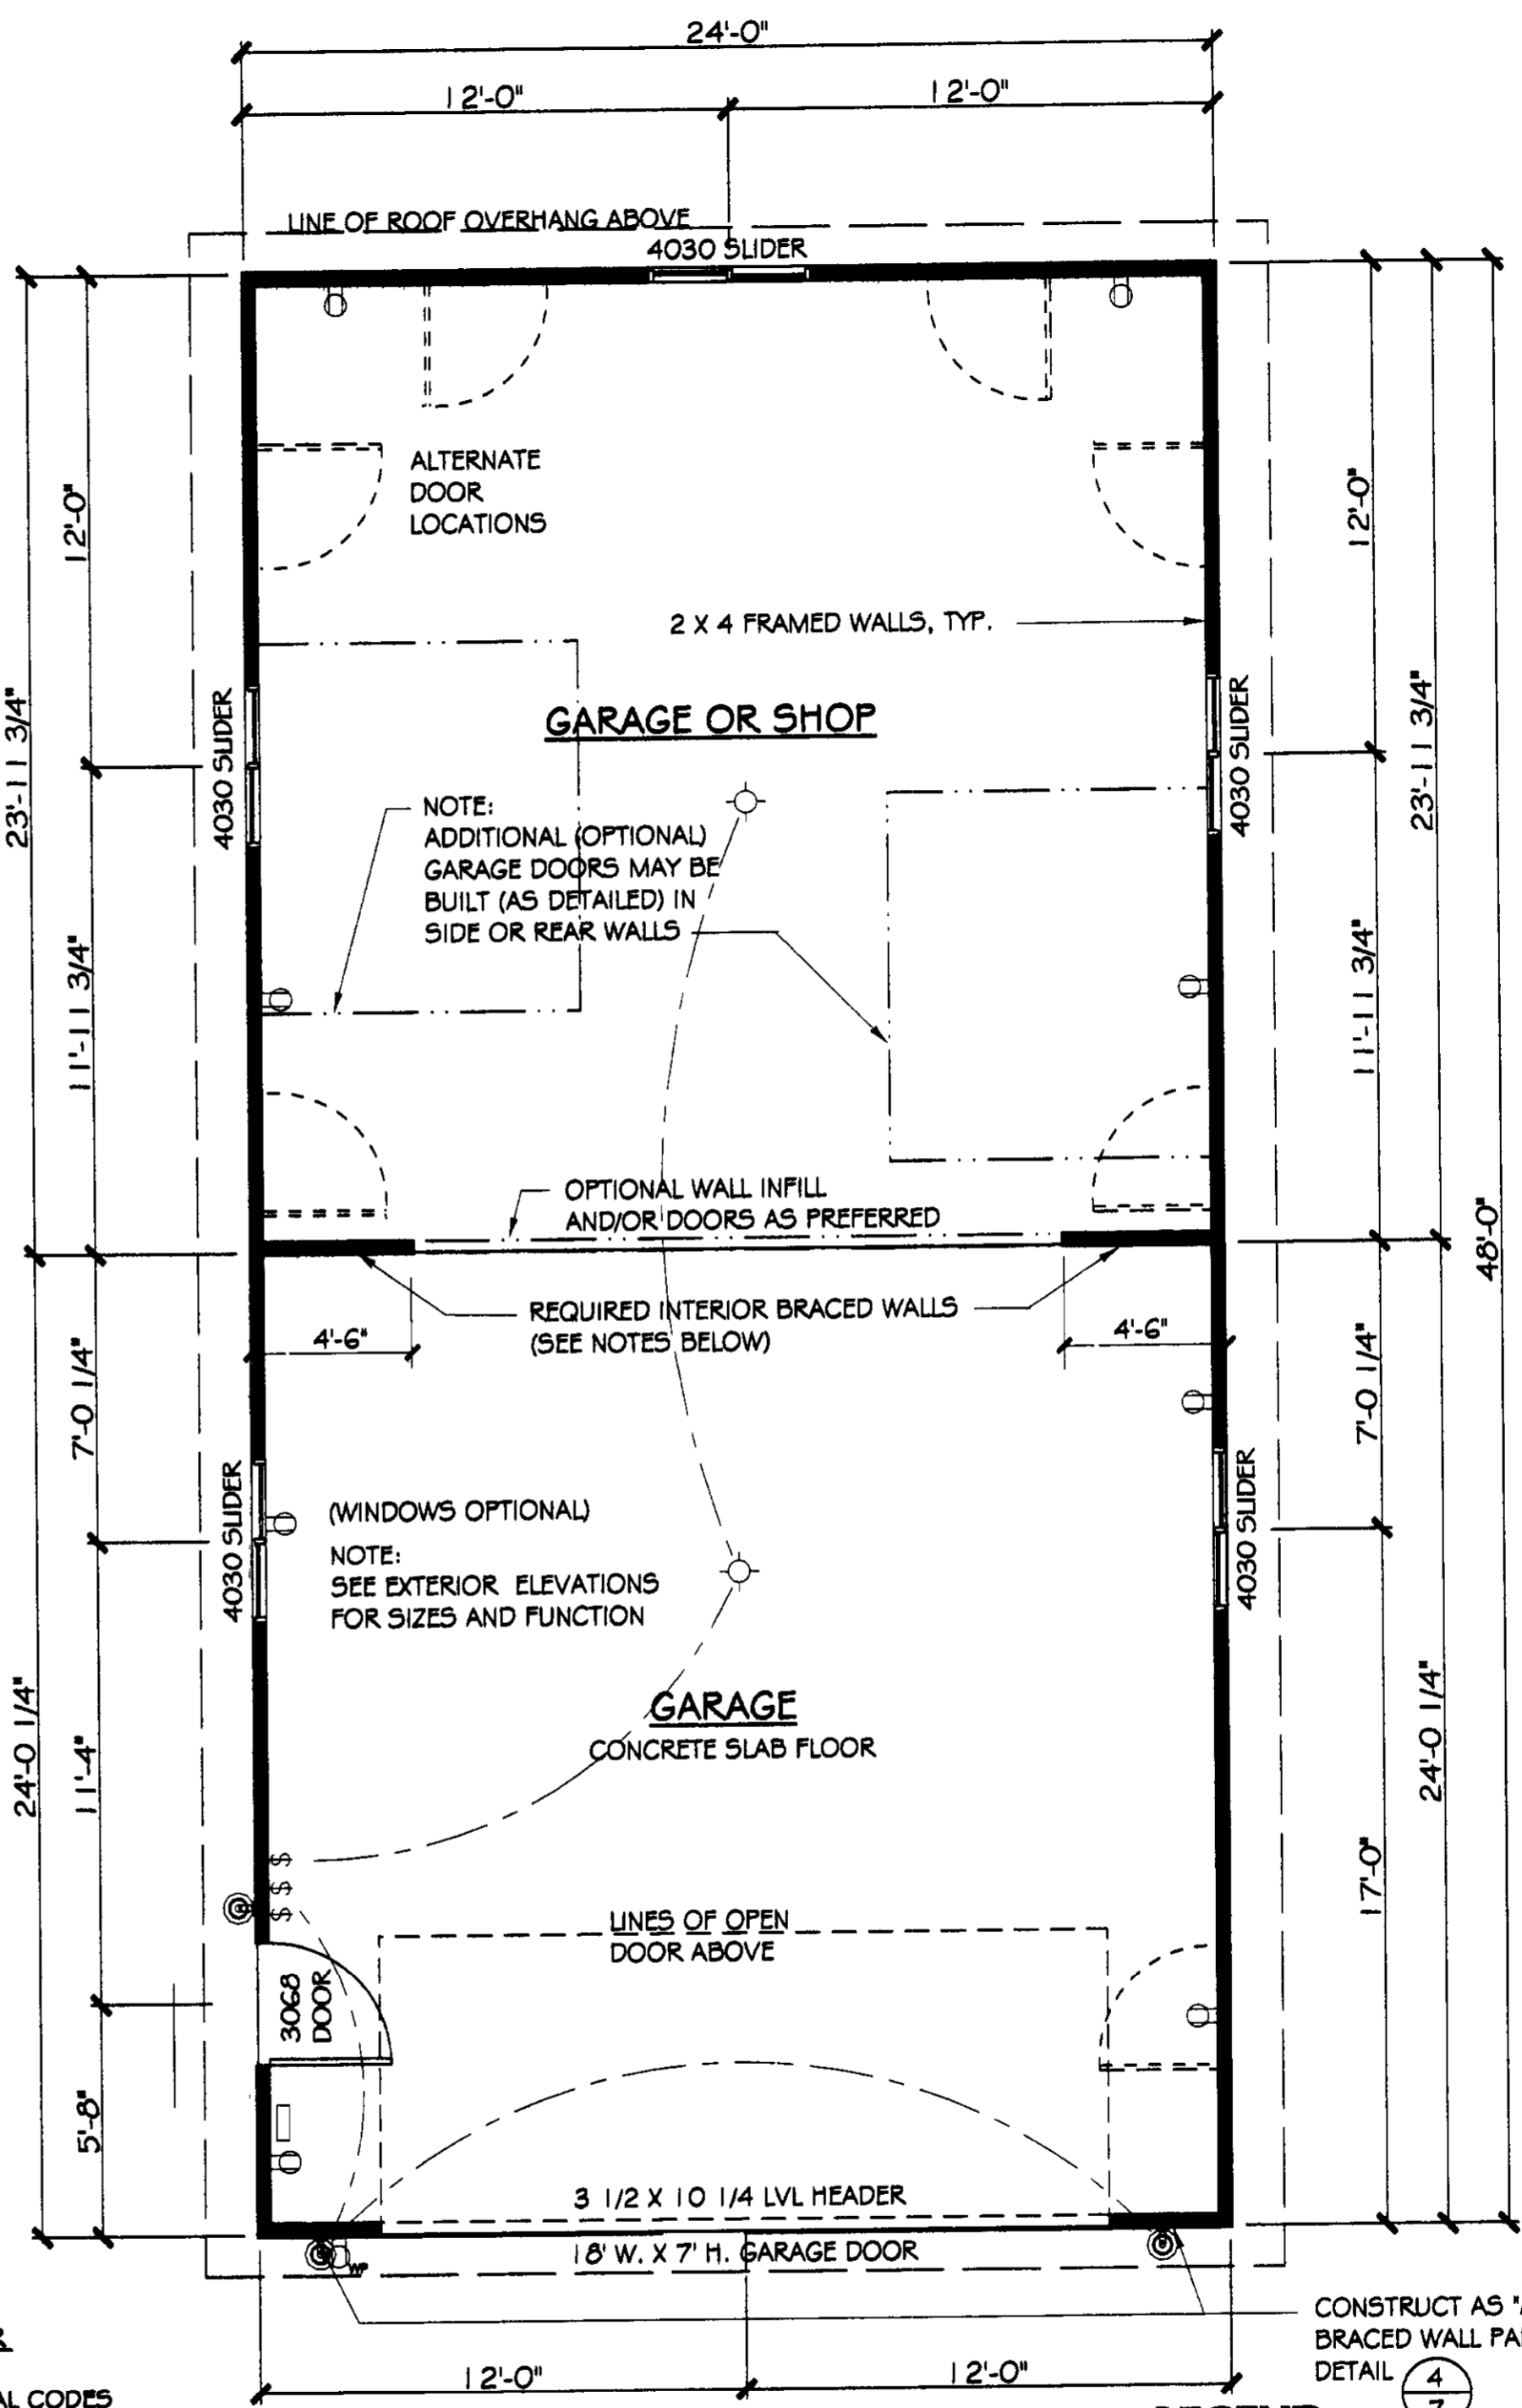 24'-0"
12'-0"
12'-0"
LINE OF ROOF OVERHANG ABOVE
4030 SLIDER
ALTERNATE
DOOR
LOCATIONS
12'-0"
12'-0"
2 X 4 FRAMED WALLS, TYP.
23'-11 3/4"
4030 SLIDER
GARAGE OR SHOP
4030 SLIDER
23'-11 3/4"
NOTE:
ADDITIONAL (OPTIONAL)
GARAGE DOORS MAY BE
BUILT (AS DETAILED) IN
SIDE OR REAR WALLS
11'-11 3/4"
11'-11 3/4"
OPTIONAL WALL INFILL
AND/OR DOORS AS PREFERRED
48'-0"
REQUIRED INTERIOR BRACED WALLS
(SEE NOTES BELOW)
4'-6"
4'-6"
7'-0 1/4"
7'-0 1/4"
4030 SLIDER
(WINDOWS OPTIONAL)
NOTE:
SEE EXTERIOR ELEVATIONS
FOR SIZES AND FUNCTION
4030 SLIDER
24'-0 1/4"
11'-4"
GARAGE
CONCRETE SLAB FLOOR
24'-0 1/4"
17'-0"
$
$
$
LINES OF OPEN
DOOR ABOVE
3068
DOOR
5'-8"
3 1/2 X 10 1/4 LVL HEADER
18' W. X 7' H. GARAGE DOOR
WP
CONSTRUCT AS
BRACED WALL
DETAIL 4
12'-0"
12'-0"
CODES